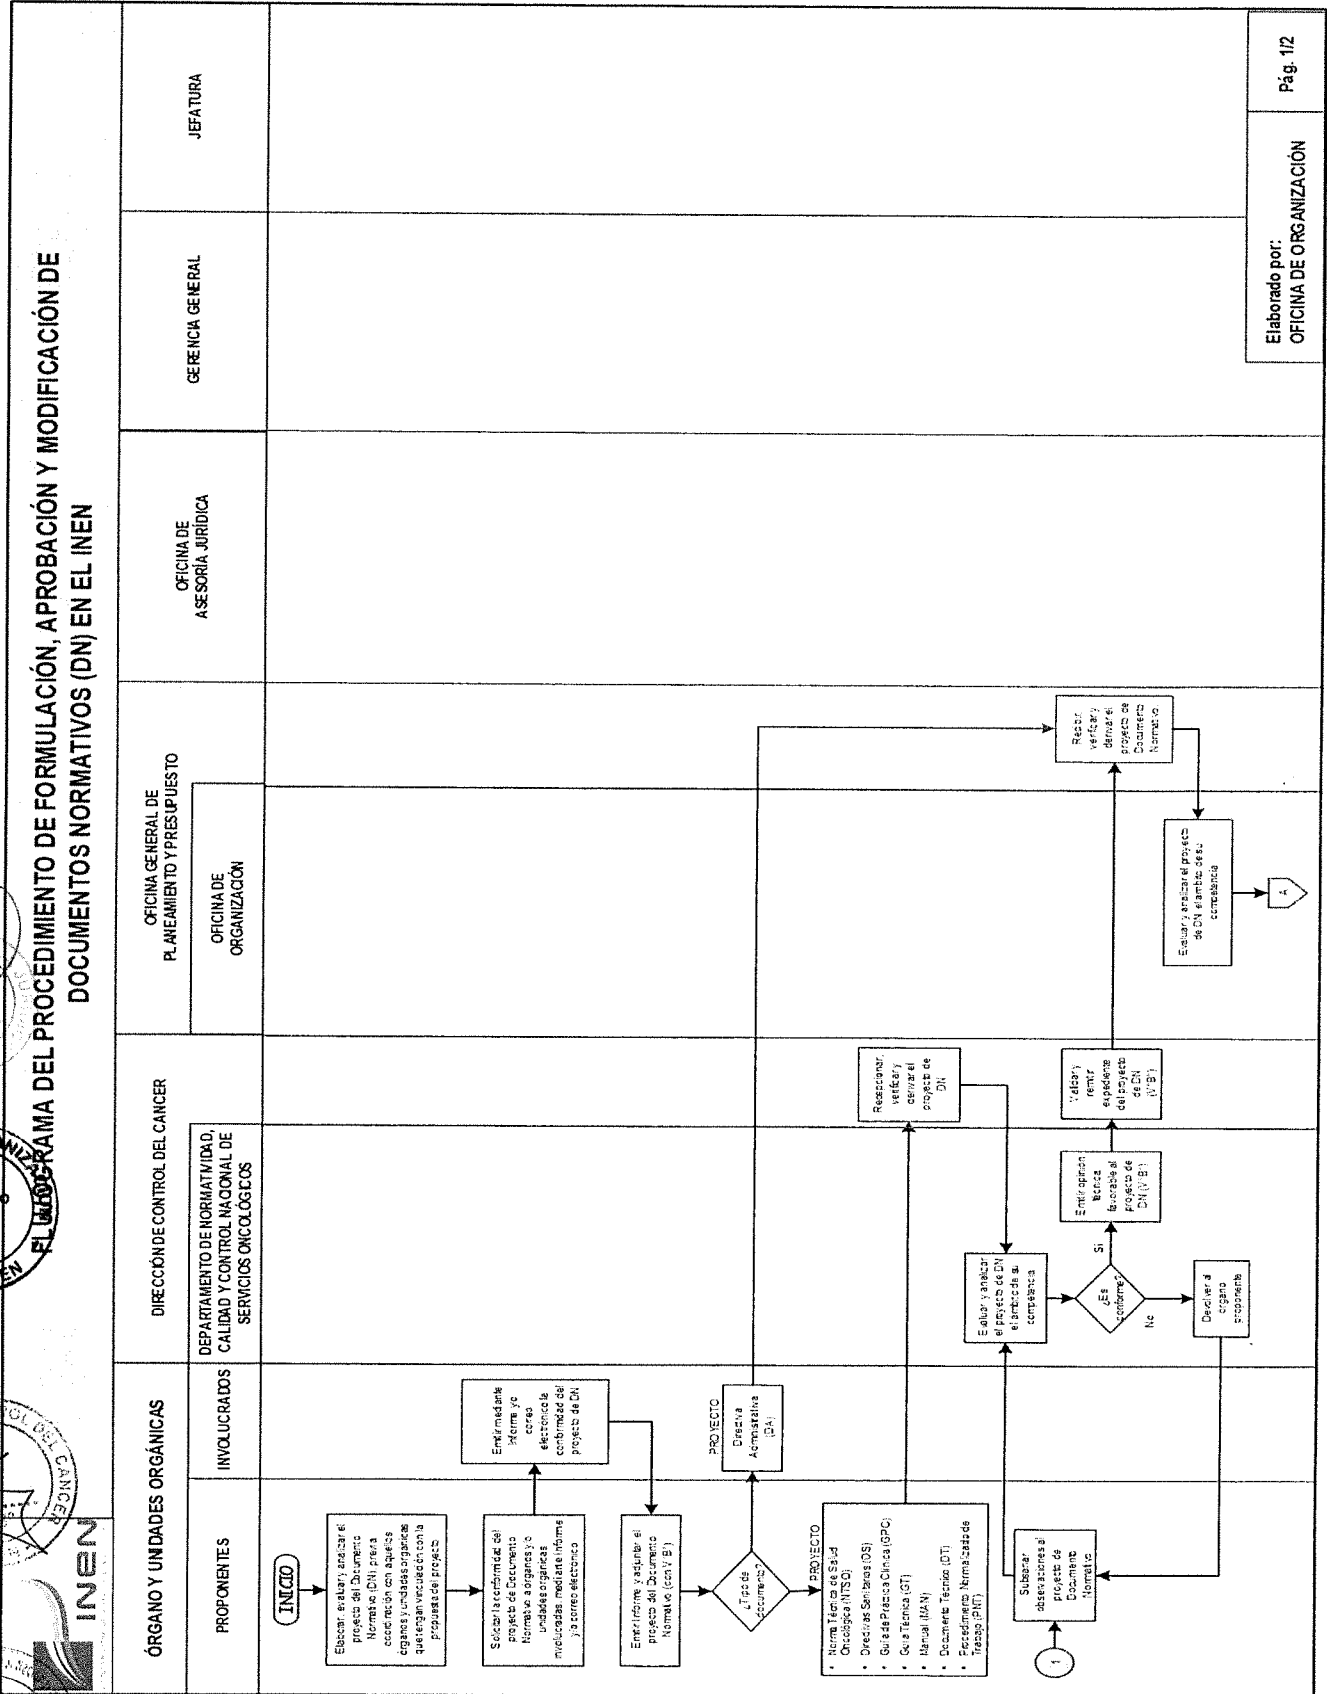 FLUJOGRAMA DEL PROCEDIMIENTO DE FORMULACIÓN, APROBACIÓN Y MODIFICACIÓN DE
DOCUMENTOS NORMATIVOS (DN) EN EL INEN
INEN
ÓRGANO Y UNIDADES ORGÁNICAS
PROPONENTES
INVOLUCRADOS
DIRECCIÓN DE CONTROL DEL CANCER
DEPARTAMENTO DE NORMATIVIDAD,
CALIDAD Y CONTROL NACIONAL DE
SERVICIOS ONCOLÓGICOS
OFICINA GENERAL DE
PLANEAMIENTO Y PRESUPUESTO
OFICINA DE
ORGANIZACIÓN
OFICINA DE
ASESORÍA JURÍDICA
GERENCIA GENERAL
JEFATURA
INICIO
Elaborar, evaluar y analizar el
proyecto del Documento
Normativo (DN) previa
coordinación con aquellos
órganos y unidades orgánicas
que tengan vinculación con la
propuesta del proyecto
Solicitar la conformidad del
proyecto de Documento
Normativo a órganos y/o
unidades orgánicas
involucradas, mediante informe
y/o correo electrónico
Emitir mediante
Informe y/o
correo
electrónico la
conformidad del
proyecto de DN
Emitir Informe y adjuntar el
proyecto del Documento
Normativo (con V°B°)
¿Tipo de
documento?
PROYECTO
Directiva
Administrativa
(DA)
PROYECTO
• Norma Técnica de Salud
Oncológica (NTSO)
• Directivas Sanitarias (DS)
• Guía de Práctica Clínica (GPC)
• Guía Técnica (GT)
• Manual (MAN)
• Documento Técnico (DT)
• Procedimiento Normalizado de
Trabajo (PNT)
Recepcionar,
verificar y
derivar el
proyecto de
DN
Evaluar y analizar
el proyecto de DN
el ámbito de su
competencia
¿Es
conforme?
Si
No
Emitir opinión
técnica
favorable al
proyecto de
DN (V°B°)
Validar y
remitir
expediente
del proyecto
de DN
(V°B°)
Devolver al
órgano
proponente
1
Subsanar
observaciones al
proyecto de
Documento
Normativo
Recibir,
verificar y
derivar el
proyecto de
Documento
Normativo.
Evaluar y analizar el proyecto
de DN el ámbito de su
competencia
A
Elaborado por:
OFICINA DE ORGANIZACIÓN
Pág. 1/2